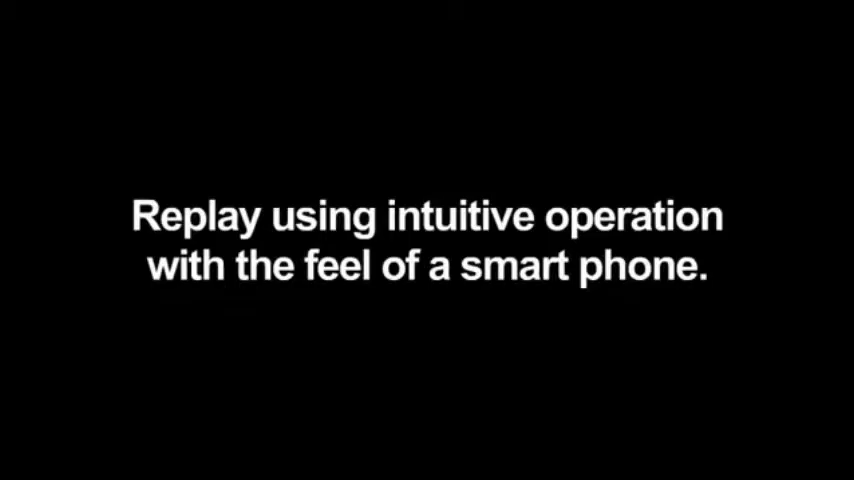 Replay using intuitive operation
with the feel of a smart phone.